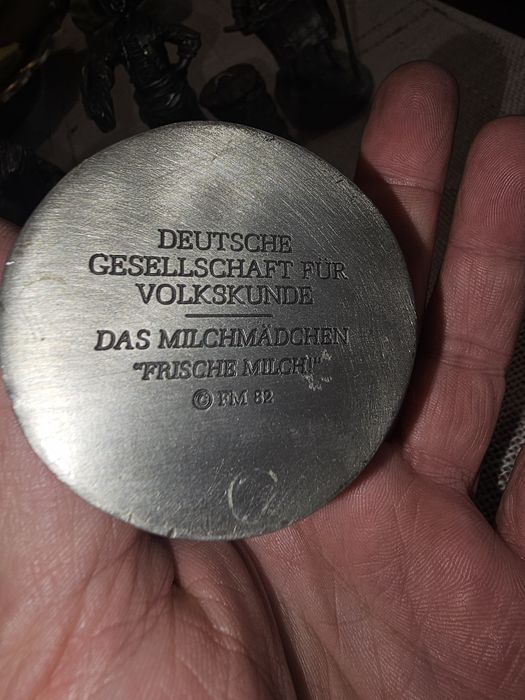 DEUTSCHE
GESELLSCHAFT FÜR
VOLKSKUNDE
DAS MILCHMÄDCHEN
"FRISCHE MILCH!"
© FM 82